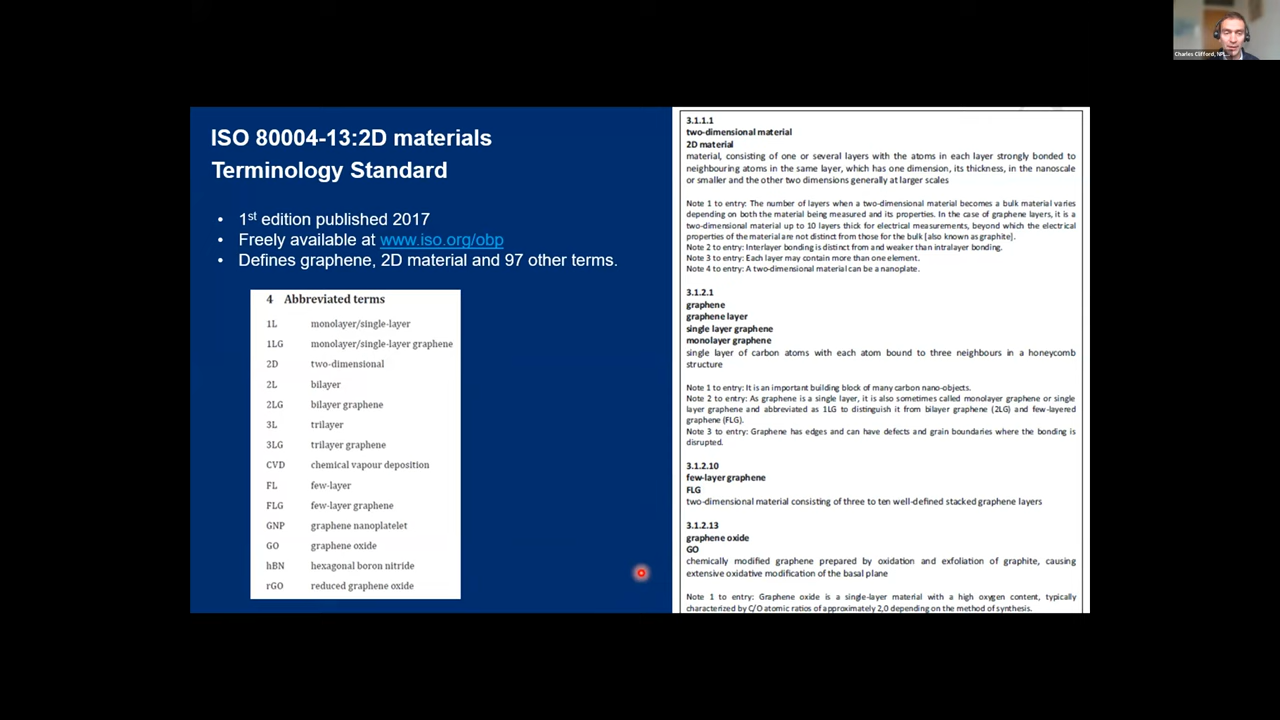 Charles Clifford, NPL...
ISO 80004-13:2D materials
Terminology Standard
• 1st edition published 2017
• Freely available at www.iso.org/obp
• Defines graphene, 2D material and 97 other terms.
4 Abbreviated terms
1L monolayer/single-layer
1LG monolayer/single-layer graphene
2D two-dimensional
2L bilayer
2LG bilayer graphene
3L trilayer
3LG trilayer graphene
CVD chemical vapour deposition
FL few-layer
FLG few-layer graphene
GNP graphene nanoplatelet
GO graphene oxide
hBN hexagonal boron nitride
rGO reduced graphene oxide
3.1.1.1
two-dimensional material
2D material
material, consisting of one or several layers with the atoms in each layer strongly bonded to
neighbouring atoms in the same layer, which has one dimension, its thickness, in the nanoscale
or smaller and the other two dimensions generally at larger scales
Note 1 to entry: The number of layers when a two-dimensional material becomes a bulk material varies
depending on both the material being measured and its properties. In the case of graphene layers, it is a
two-dimensional material up to 10 layers thick for electrical measurements, beyond which the electrical
properties of the material are not distinct from those for the bulk [also known as graphite].
Note 2 to entry: Interlayer bonding is distinct from and weaker than intralayer bonding.
Note 3 to entry: Each layer may contain more than one element.
Note 4 to entry: A two-dimensional material can be a nanoplate.
3.1.2.1
graphene
graphene layer
single layer graphene
monolayer graphene
single layer of carbon atoms with each atom bound to three neighbours in a honeycomb
structure
Note 1 to entry: It is an important building block of many carbon nano-objects.
Note 2 to entry: As graphene is a single layer, it is also sometimes called monolayer graphene or single
layer graphene and abbreviated as 1LG to distinguish it from bilayer graphene (2LG) and few-layered
graphene (FLG).
Note 3 to entry: Graphene has edges and can have defects and grain boundaries where the bonding is
disrupted.
3.1.2.10
few-layer graphene
FLG
two-dimensional material consisting of three to ten well-defined stacked graphene layers
3.1.2.13
graphene oxide
GO
chemically modified graphene prepared by oxidation and exfoliation of graphite, causing
extensive oxidative modification of the basal plane
Note 1 to entry: Graphene oxide is a single-layer material with a high oxygen content, typically
characterized by C/O atomic ratios of approximately 2,0 depending on the method of synthesis.